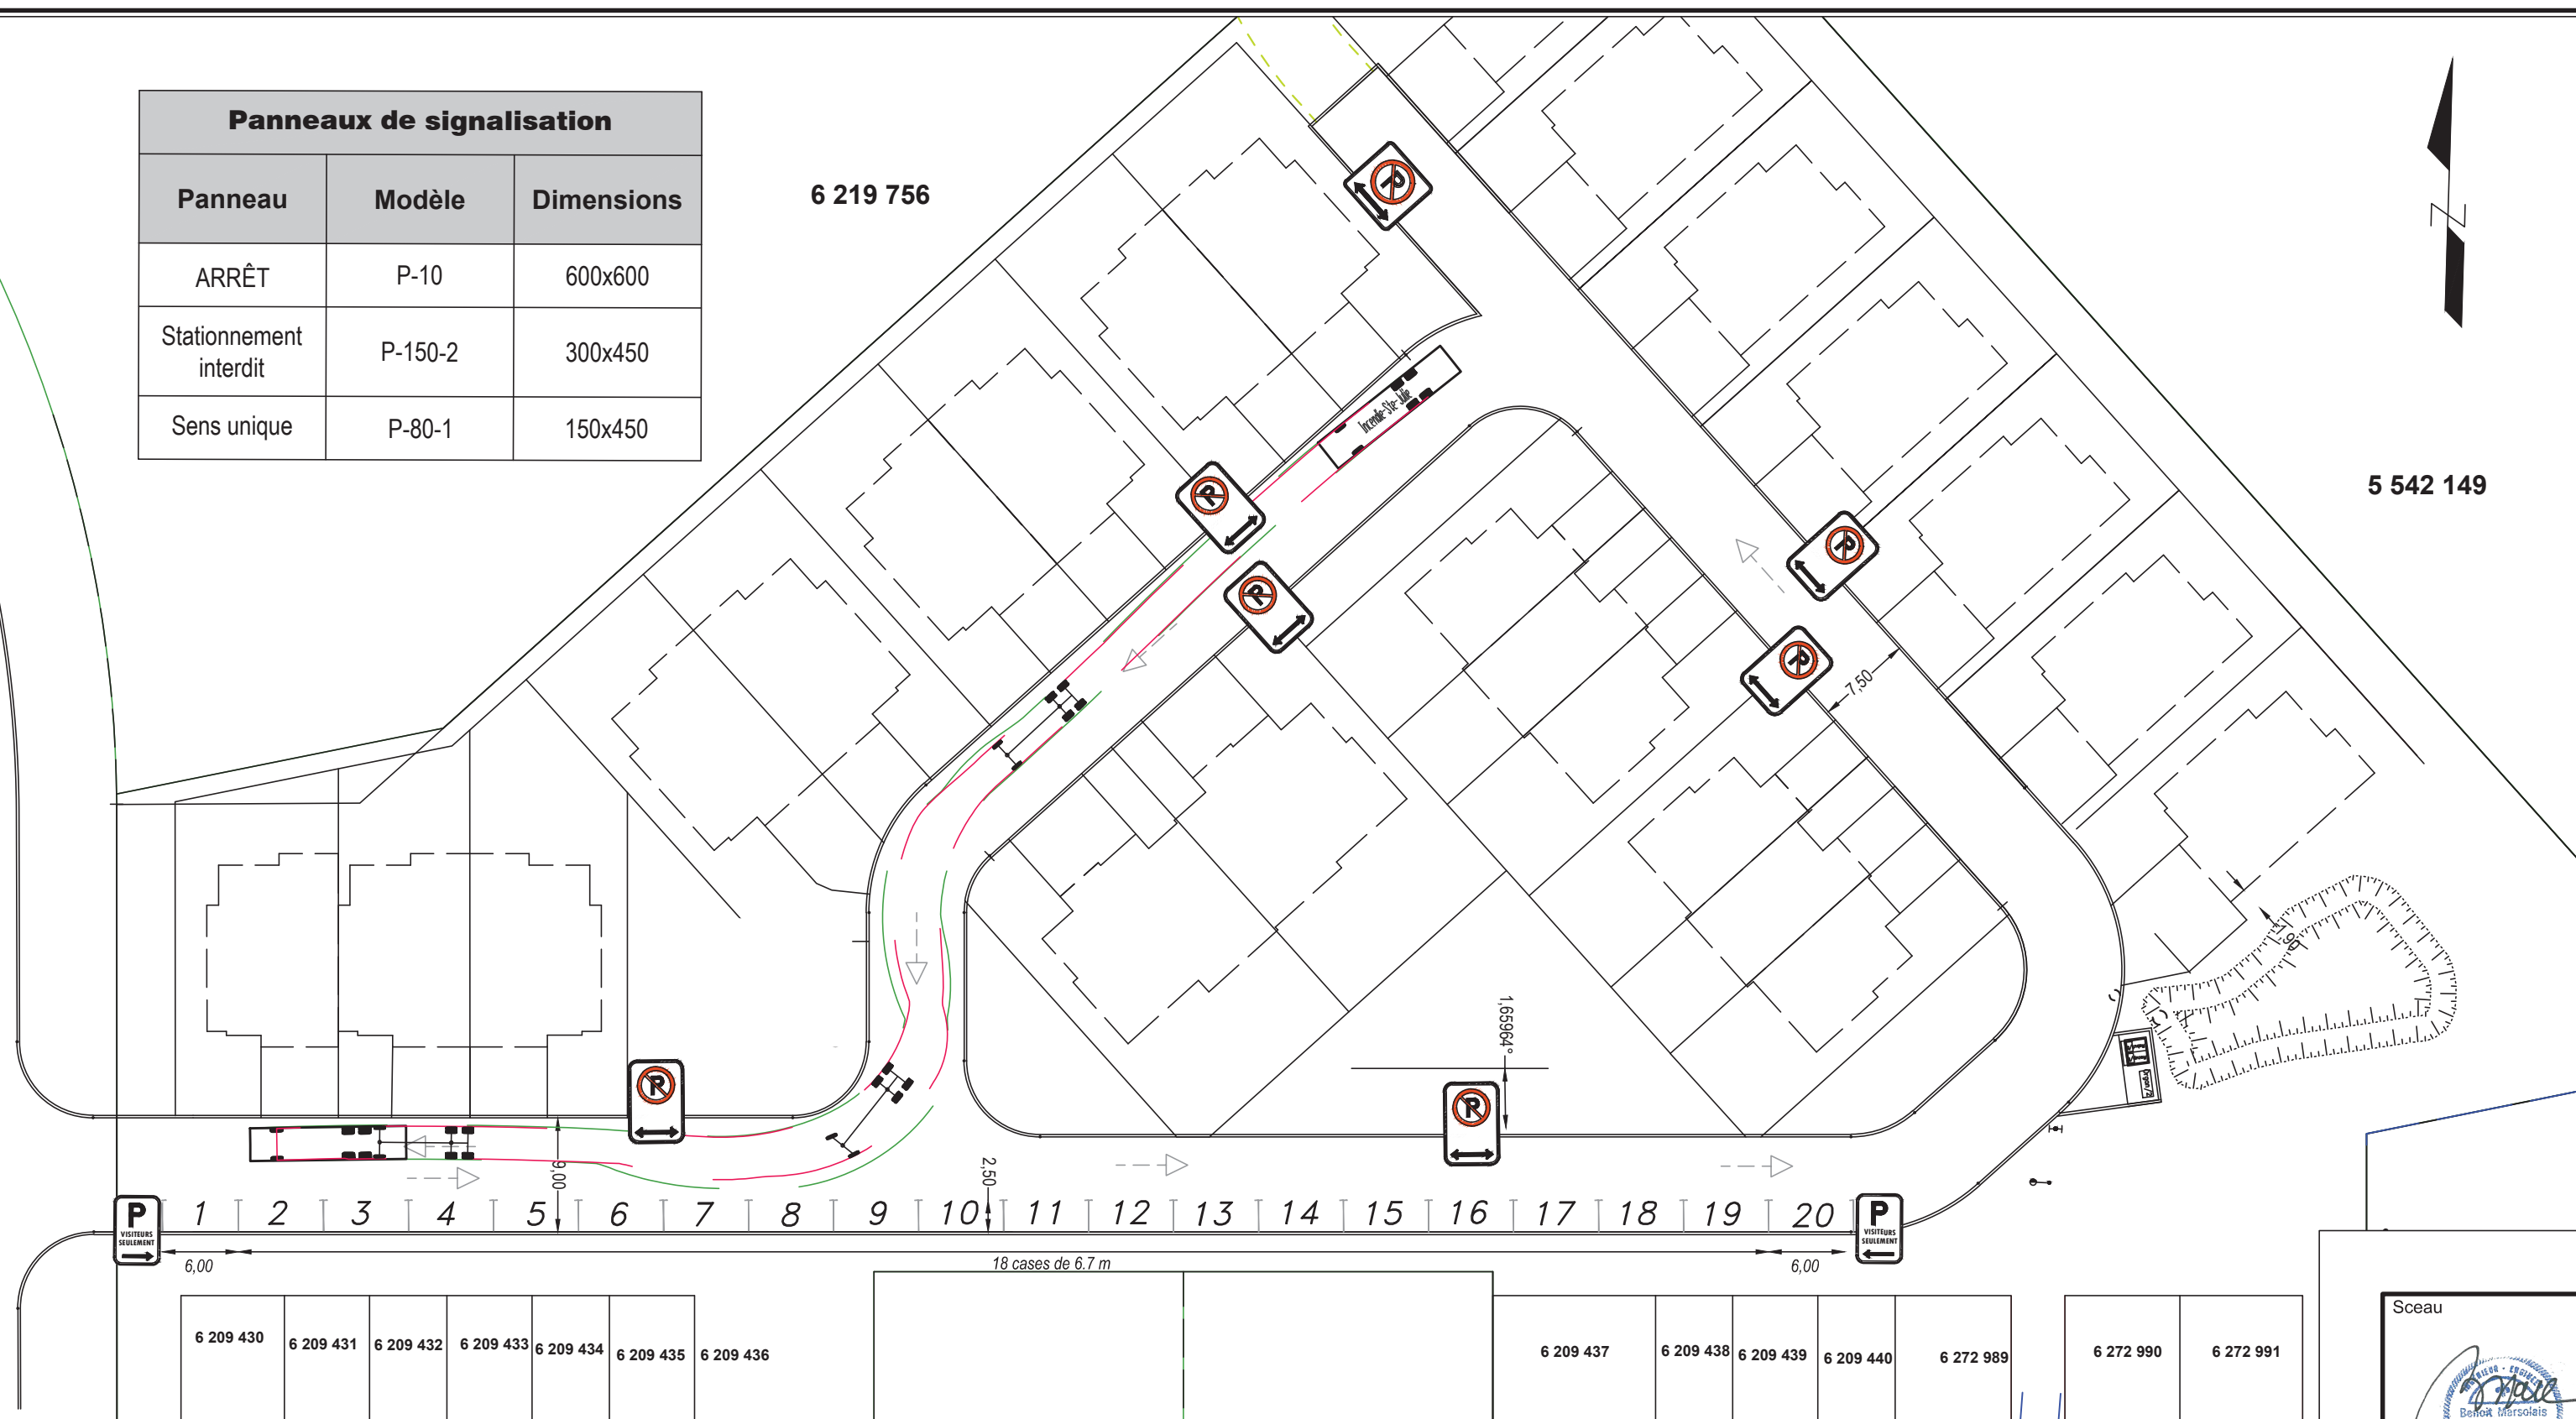 Panneaux de signalisation
Panneau Modèle Dimensions
ARRÊT P-10 600x600
Stationnement
interdit
P-150-2 300x450
Sens unique P-80-1 150x450
6 219 756
5 542 149
Z
P
P
Incendie-Ste-Julie
P
P
P
P
7,50
1,90
1,65964°
P
P
9,00
2,50
P
VISITEURS
SEULEMENT
1 2 3 4 5 6 7 8 9 10 11 12 13 14 15 16 17 18 19 20
P
VISITEURS
SEULEMENT
6,00
18 cases de 6.7 m
6,00
6 209 430
6 209 431
6 209 432
6 209 433
6 209 434
6 209 435
6 209 436
6 209 437
6 209 438
6 209 439
6 209 440
6 272 989
6 272 990
6 272 991
Sceau
Benoit Marsolais